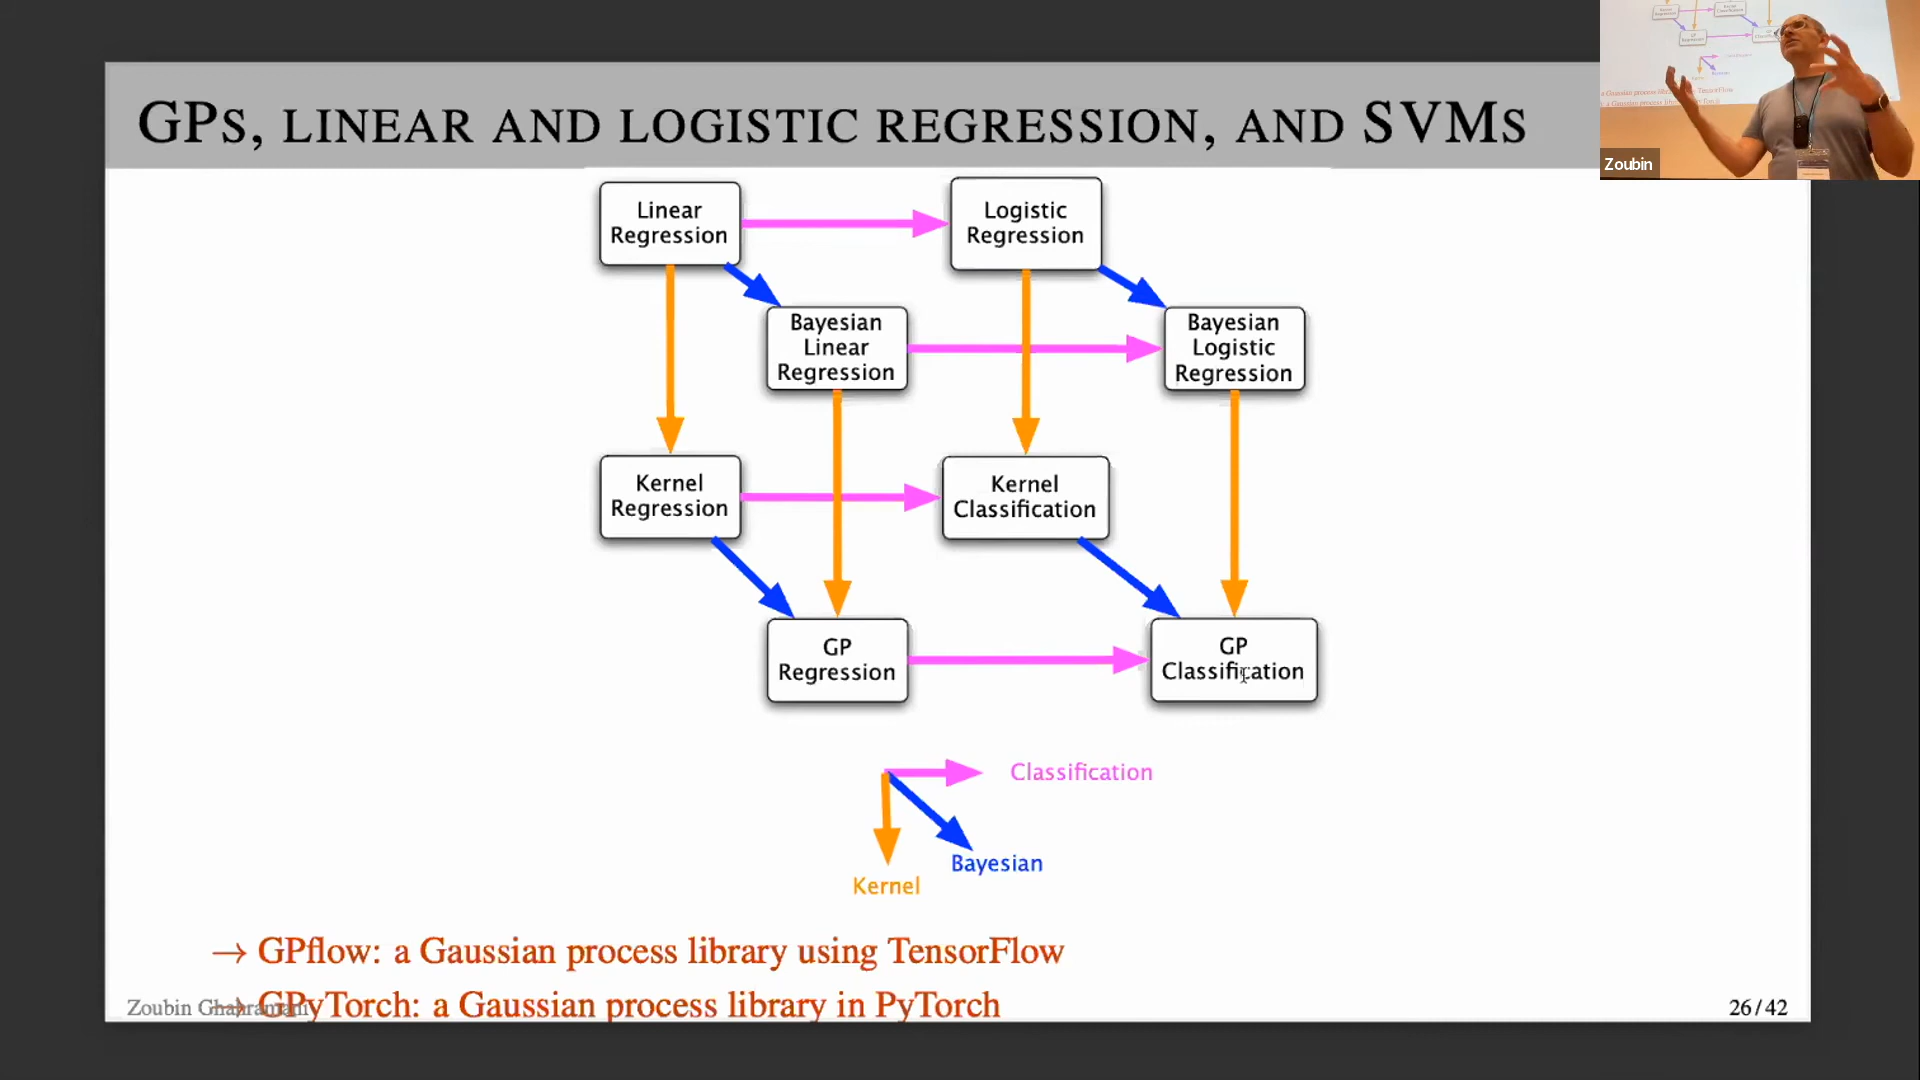 GPs, LINEAR AND LOGISTIC REGRESSION, AND SVMs
Zoubin
Linear
Regression
Logistic
Regression
Bayesian
Linear
Regression
Bayesian
Logistic
Regression
Kernel
Regression
Kernel
Classification
GP
Regression
GP
Classification
Classification
Bayesian
Kernel
→ GPflow: a Gaussian process library using TensorFlow
→ GPyTorch: a Gaussian process library in PyTorch
Zoubin Ghahramani
26 / 42